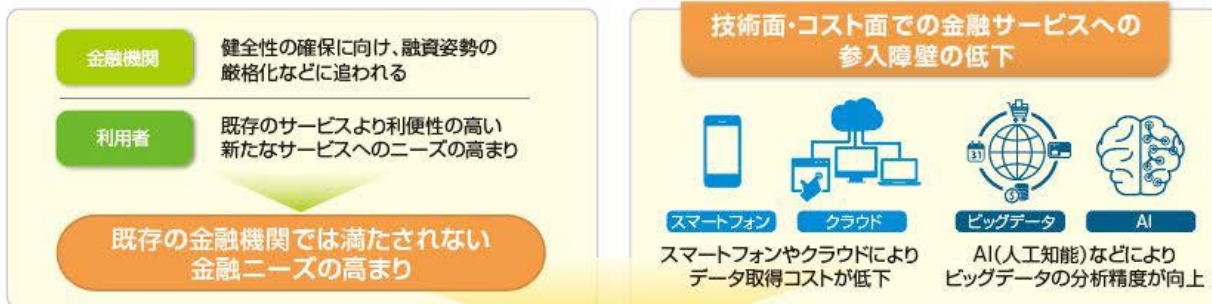 金融機関
健全性の確保に向け、融資姿勢の
厳格化などに追われる
利用者
既存のサービスより利便性の高い
新たなサービスへのニーズの高まり
既存の金融機関では満たされない
金融ニーズの高まり
技術面・コスト面での金融サービスへの
参入障壁の低下
31
$
スマートフォン
クラウド
ビッグデータ
AI
スマートフォンやクラウドにより
データ取得コストが低下
AI(人工知能)などにより
ビッグデータの分析精度が向上